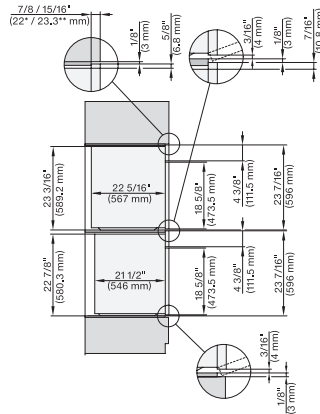 7/8 / 15/16"
(22* / 23.3** mm)
1/8"
(3 mm)
5/8"
(6.8 mm)
3/16"
(4 mm)
1/8"
(3 mm)
7/16"
(10.8 mm)
23 3/16"
(589.2 mm)
22 5/16"
(567 mm)
18 5/8"
(473.5 mm)
4 3/8"
(111.5 mm)
23 7/16"
(596 mm)
22 7/8"
(580.3 mm)
21 1/2"
(546 mm)
18 5/8"
(473.5 mm)
4 3/8"
(111.5 mm)
23 7/16"
(596 mm)
3/16"
(4 mm)
1/8"
(3 mm)